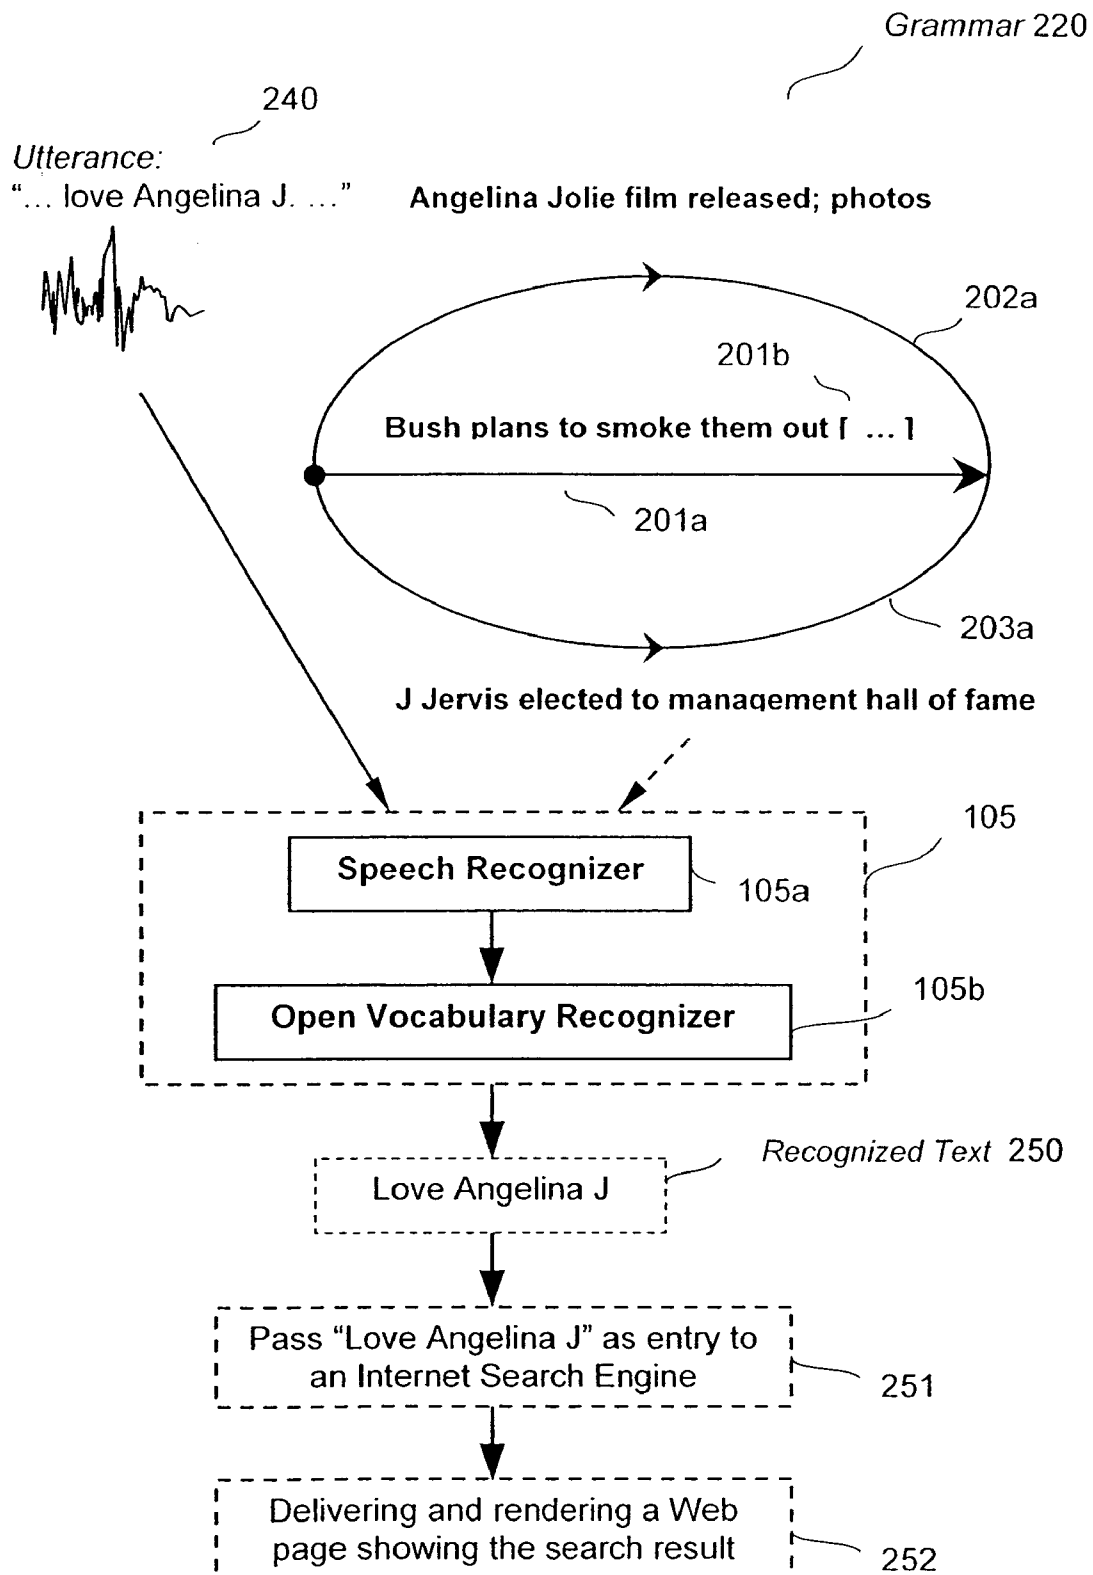 Grammar 220
240
Utterance:
“... love Angelina J. ...”
Angelina Jolie film released; photos
202a
201b
Bush plans to smoke them out [ ... ]
201a
203a
J Jervis elected to management hall of fame
105
Speech Recognizer
105a
105b
Open Vocabulary Recognizer
Recognized Text 250
Love Angelina J
Pass “Love Angelina J” as entry to
an Internet Search Engine
251
Delivering and rendering a Web
page showing the search result
252